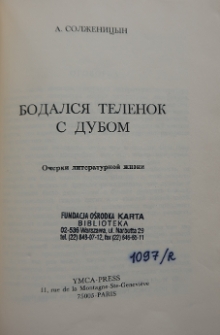 А. СОЛЖЕНИЦЫН
БОДАЛСЯ ТЕЛЕНОК
С ДУБОМ
Очерки литературной жизни
FUNDACJA OŚRODKA KARTA
BIBLIOTEKA
02-536 Warszawa, ul. Narbutta 29
tel. (22) 848-07-12, fax (22) 646-65-11
1097/R
YMCA-PRESS
11, rue de la Montagne Ste-Geneviève
75005-PARIS